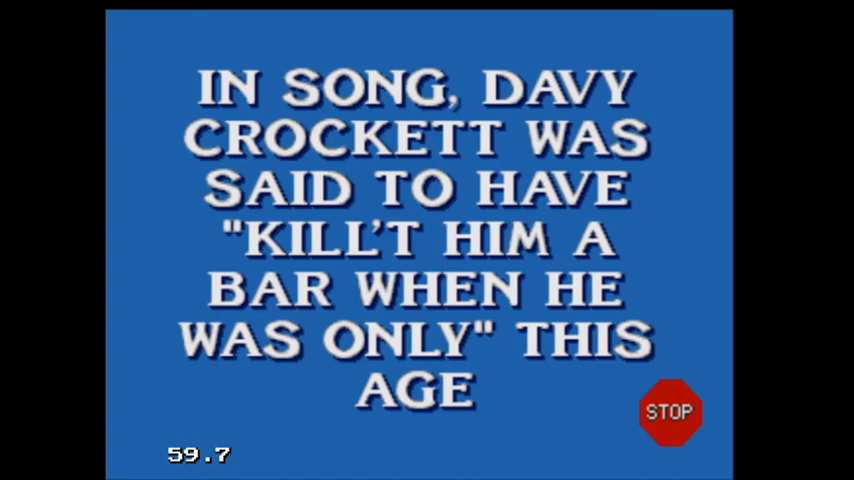 IN SONG, DAVY
CROCKETT WAS
SAID TO HAVE
"KILL'T HIM A
BAR WHEN HE
WAS ONLY" THIS
AGE
STOP
59.7